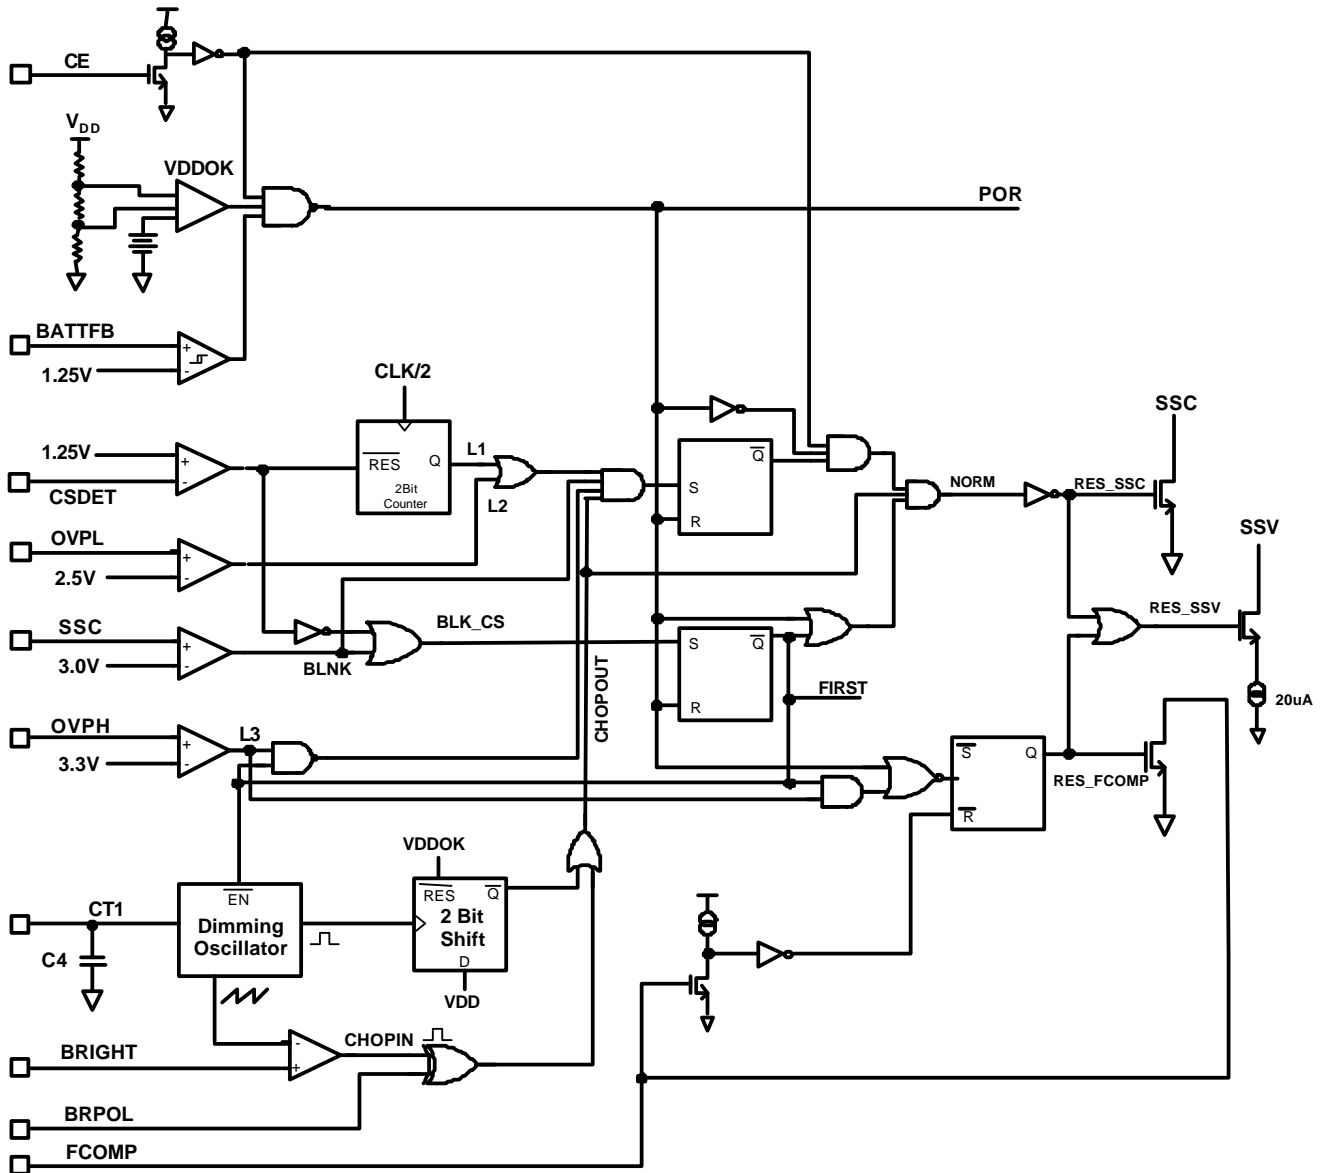 CE
VDD
VDDOK
POR
BATTFB
+
-
1.25V
CLK/2
SSC
1.25V
+
-
CSDET
RES
Q
2Bit
Counter
L1
L2
Q
S
R
NORM
RES_SSC
SSV
OVPL
+
-
2.5V
SSC
+
-
3.0V
BLNK
BLK_CS
S
Q
R
FIRST
RES_SSV
20uA
CHOPOUT
OVPH
+
-
3.3V
L3
S
Q
R
RES_FCOMP
VDDOK
CT1
C4
EN
Dimming
Oscillator
RES
Q
2 Bit
Shift
D
VDD
BRIGHT
-
+
CHOPIN
BRPOL
FCOMP